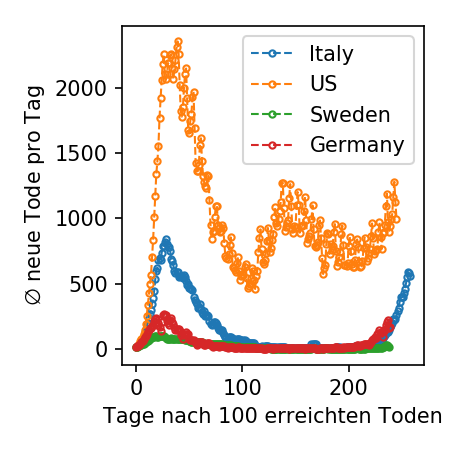 Italy
US
Sweden
Germany
∅ neue Tode pro Tag
2000
1500
1000
500
0
0 100 200
Tage nach 100 erreichten Toden